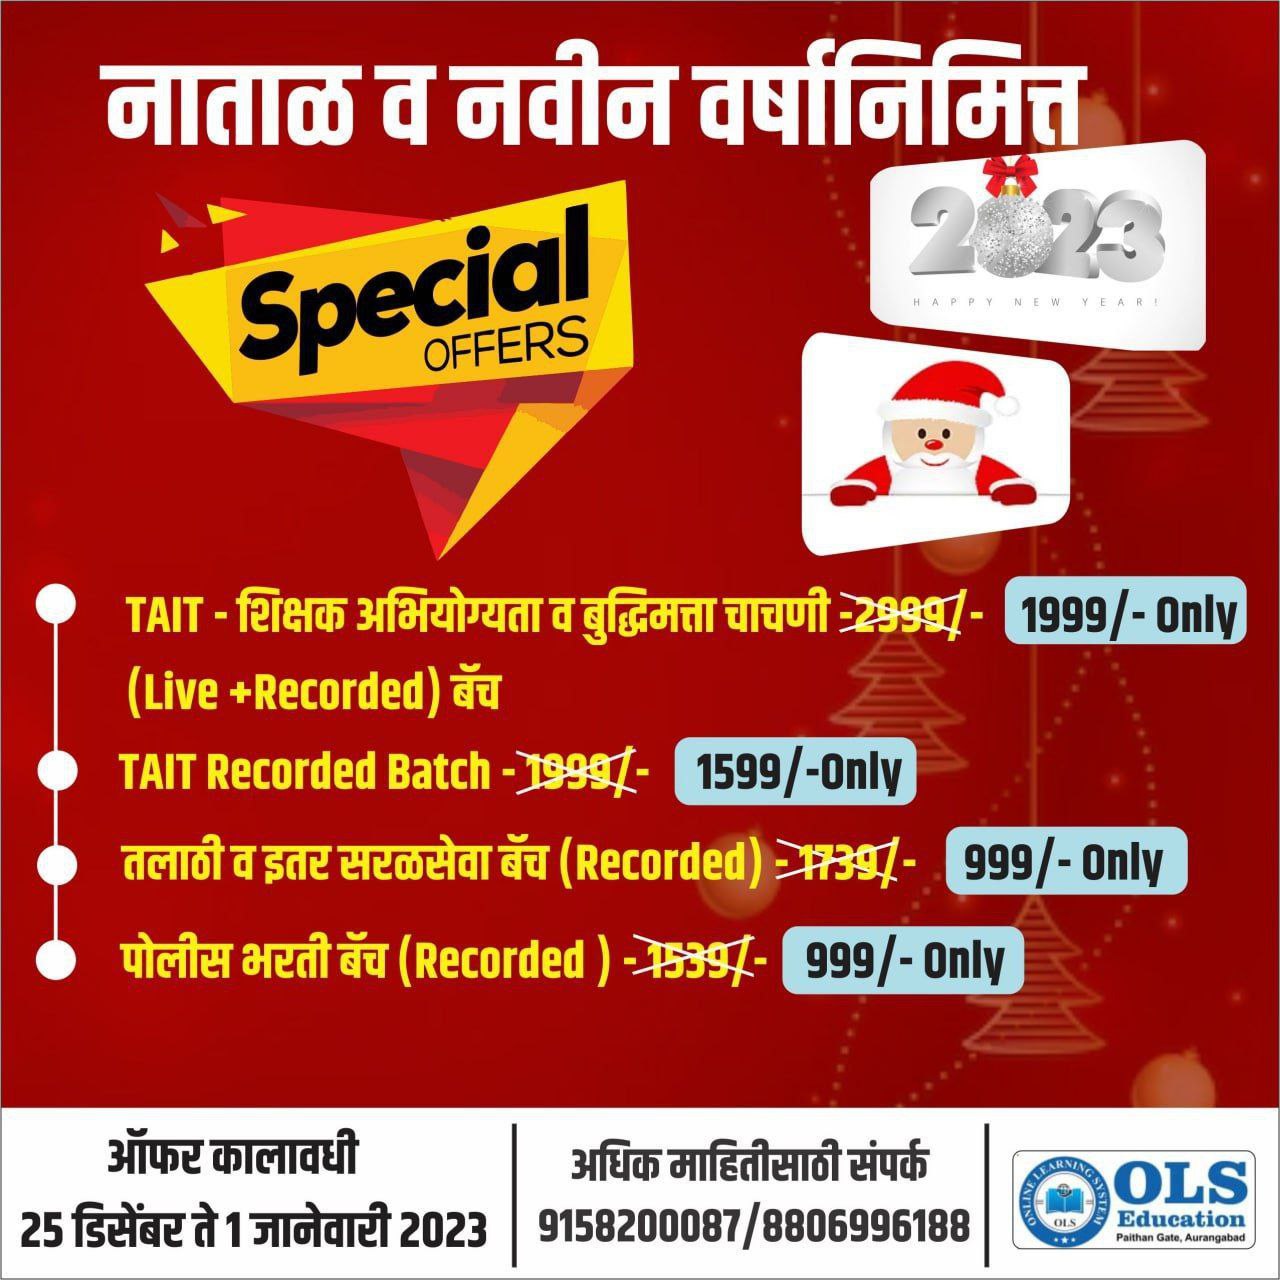 नाताळ व नवीन वर्षानिमित्त
Special
OFFERS
2023
HAPPY NEW YEAR!
TAIT - शिक्षक अभियोग्यता व बुद्धिमत्ता चाचणी -2999/- 1999/- Only
(Live +Recorded) बॅच
TAIT Recorded Batch - 1999/- 1599/-Only
तलाठी व इतर सरळसेवा बॅच (Recorded) - 1739/- 999/- Only
पोलीस भरती बॅच (Recorded ) - 1539/- 999/- Only
ऑफर कालावधी
25 डिसेंबर ते 1 जानेवारी 2023
अधिक माहितीसाठी संपर्क
9158200087/8806996188
ONLINE LEARNING SYSTEM
OLS
OLS
Education
Paithan Gate, Aurangabad